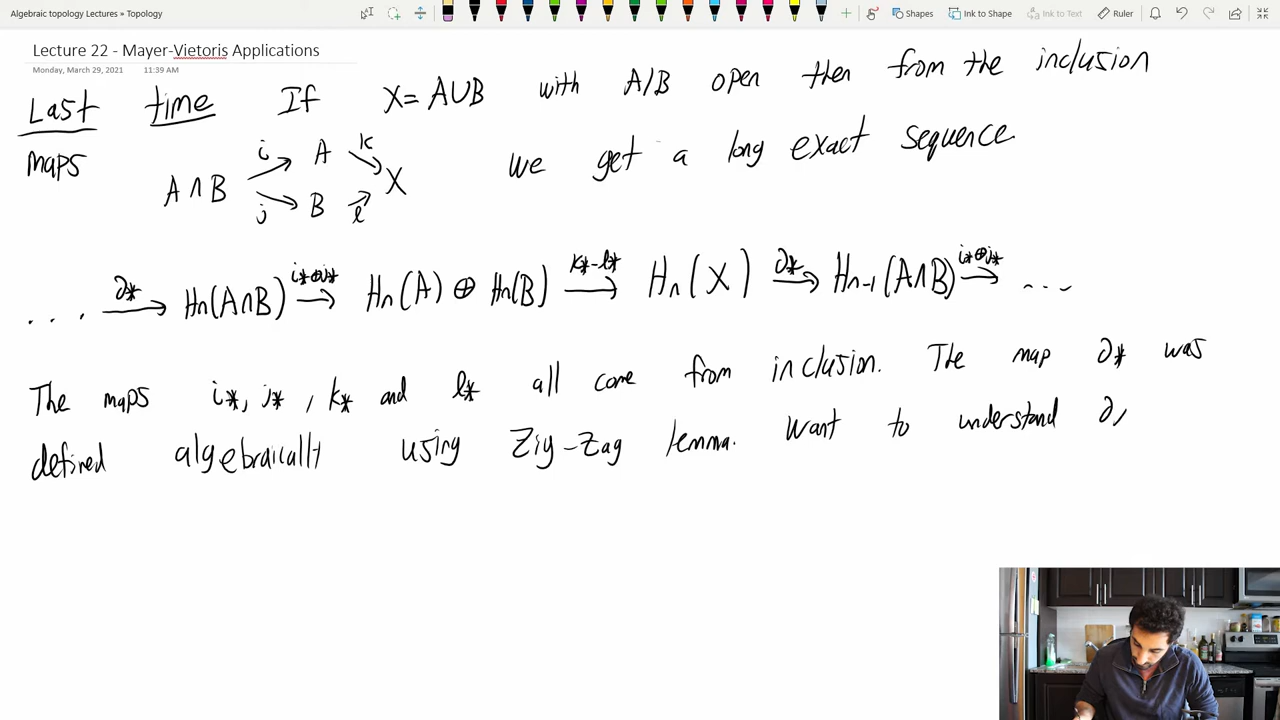 Algebraic topology Lectures - Topology
Shapes Ink to Shape Ink to Text Ruler
Lecture 22 - Mayer-Vietoris Applications
Monday, March 29, 2021 11:39 AM
Last time If X = A∪B with A/B open then from the inclusion
maps A∩B i→ A k→ X j→ B l→ we get a long exact sequence
... ∂*→ Hn(A∩B) i*⊕j*→ Hn(A) ⊕ Hn(B) k*-l*→ Hn(X) ∂*→ Hn-1(A∩B) i*⊕j*→ ...
The maps i*, j*, k* and l* all come from inclusion. The map ∂* was
defined algebraically using Zig-Zag lemma. Want to understand ∂